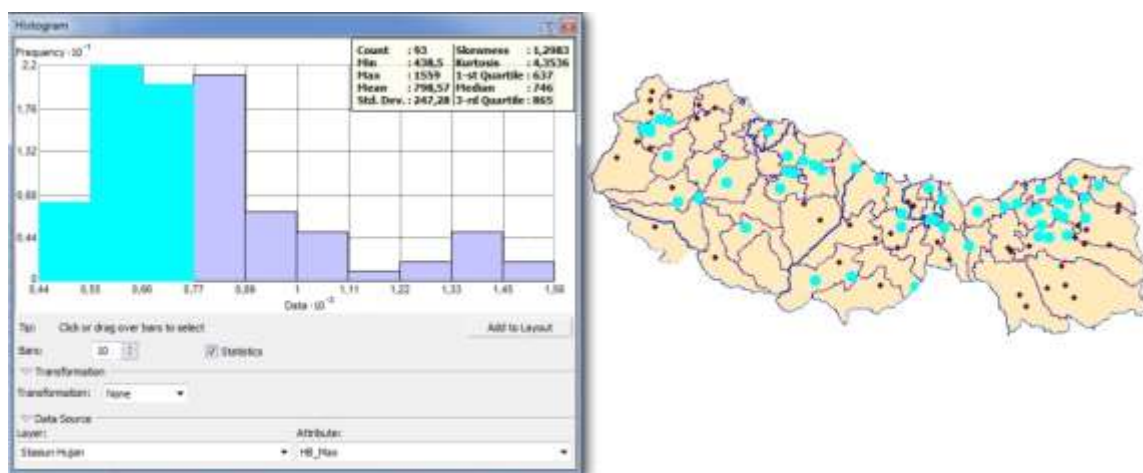 Histogram
Frequency · 10⁻¹
Count : 93 Skewness : 1,2983
Min : 438,5 Kurtosis : 4,3536
Max : 1559 1-st Quartile : 637
Mean : 798,57 Median : 746
Std. Dev. : 247,28 3-rd Quartile : 865
2,2
1,76
1,32
0,88
0,44
0
0,44 0,55 0,66 0,77 0,89 1 1,11 1,22 1,33 1,45 1,56
Data · 10⁻³
Tip: Click or drag over bars to select Add to Layout
Bars: 10 Statistics
Transformation
Transformation: None
Data Source
Layer: Attribute:
Stasiun Hujan HB_Max